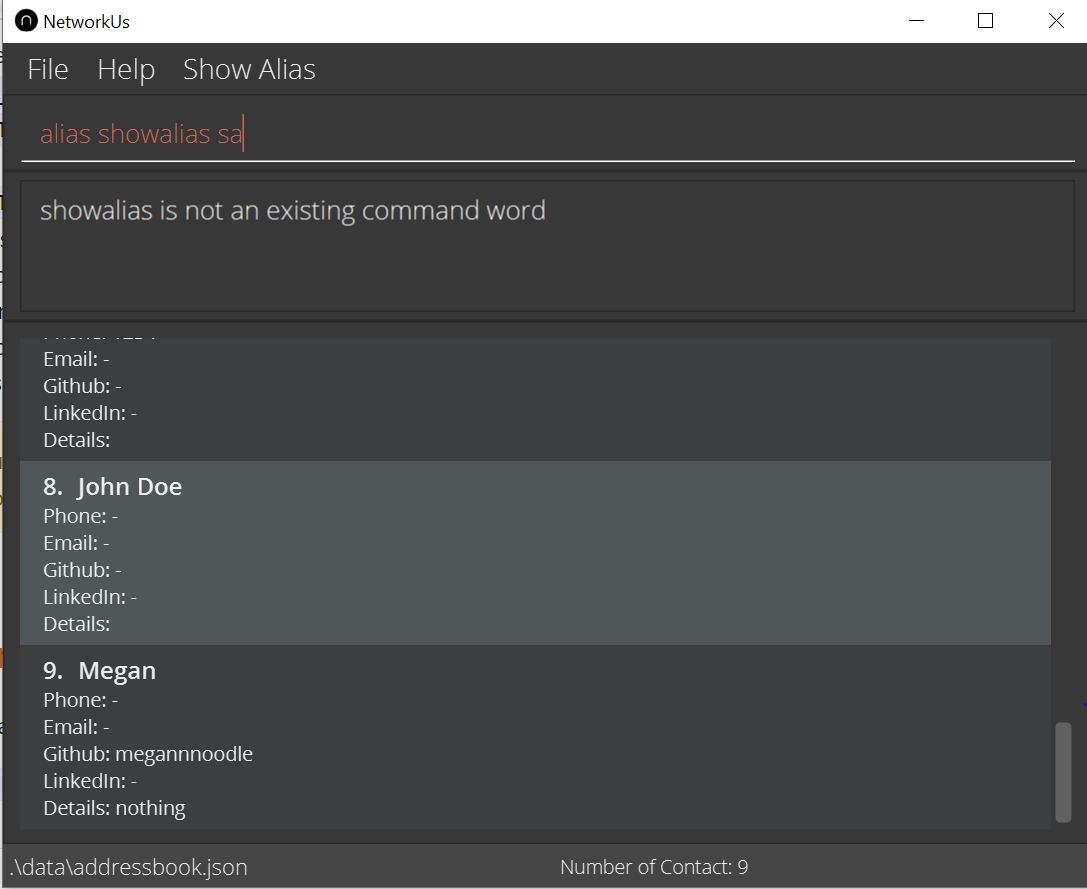 NetworkUs
File Help Show Alias
alias showalias sa
showalias is not an existing command word
Email: -
Github: -
LinkedIn: -
Details:
8. John Doe
Phone: -
Email: -
Github: -
LinkedIn: -
Details:
9. Megan
Phone: -
Email: -
Github: megannnoodle
LinkedIn: -
Details: nothing
.\data\addressbook.json
Number of Contact: 9